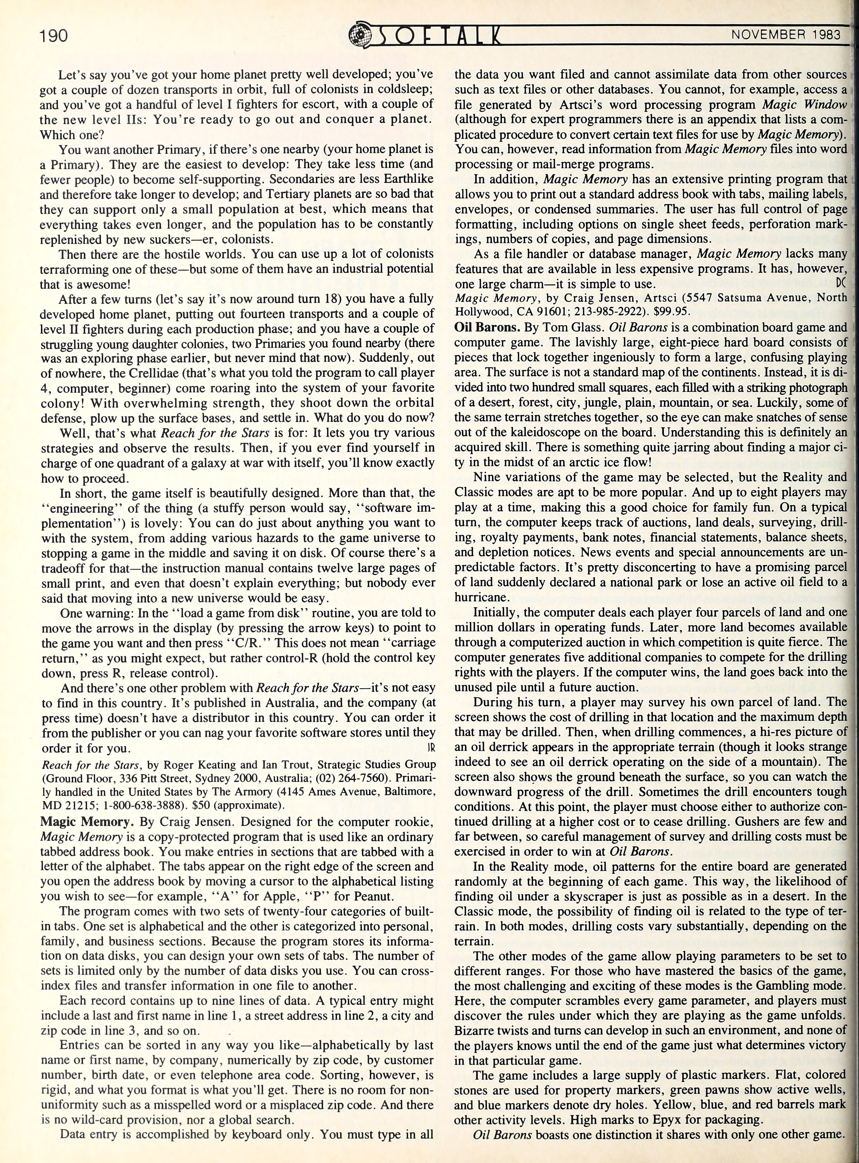 190
SOFTALK
NOVEMBER 1983
Let's say you've got your home planet pretty well developed; you've
got a couple of dozen transports in orbit, full of colonists in coldsleep;
and you've got a handful of level I fighters for escort, with a couple of
the new level IIs: You're ready to go out and conquer a planet.
Which one?
You want another Primary, if there's one nearby (your home planet is
a Primary). They are the easiest to develop: They take less time (and
fewer people) to become self-supporting. Secondaries are less Earthlike
and therefore take longer to develop; and Tertiary planets are so bad that
they can support only a small population at best, which means that
everything takes even longer, and the population has to be constantly
replenished by new suckers—er, colonists.
Then there are the hostile worlds. You can use up a lot of colonists
terraforming one of these—but some of them have an industrial potential
that is awesome!
After a few turns (let's say it's now around turn 18) you have a fully
developed home planet, putting out fourteen transports and a couple of
level II fighters during each production phase; and you have a couple of
struggling young daughter colonies, two Primaries you found nearby (there
was an exploring phase earlier, but never mind that now). Suddenly, out
of nowhere, the Crellidae (that's what you told the program to call player
4, computer, beginner) come roaring into the system of your favorite
colony! With overwhelming strength, they shoot down the orbital
defense, plow up the surface bases, and settle in. What do you do now?
Well, that's what Reach for the Stars is for: It lets you try various
strategies and observe the results. Then, if you ever find yourself in
charge of one quadrant of a galaxy at war with itself, you'll know exactly
how to proceed.
In short, the game itself is beautifully designed. More than that, the
"engineering" of the thing (a stuffy person would say, "software im-
plementation") is lovely: You can do just about anything you want to
with the system, from adding various hazards to the game universe to
stopping a game in the middle and saving it on disk. Of course there's a
tradeoff for that—the instruction manual contains twelve large pages of
small print, and even that doesn't explain everything; but nobody ever
said that moving into a new universe would be easy.
One warning: In the "load a game from disk" routine, you are told to
move the arrows in the display (by pressing the arrow keys) to point to
the game you want and then press "C/R." This does not mean "carriage
return," as you might expect, but rather control-R (hold the control key
down, press R, release control).
And there's one other problem with Reach for the Stars—it's not easy
to find in this country. It's published in Australia, and the company (at
press time) doesn't have a distributor in this country. You can order it
from the publisher or you can nag your favorite software stores until they
order it for you. JR
Reach for the Stars, by Roger Keating and Ian Trout, Strategic Studies Group
(Ground Floor, 336 Pitt Street, Sydney 2000, Australia; (02) 264-7560). Primari-
ly handled in the United States by The Armory (4145 Ames Avenue, Baltimore,
MD 21215; 1-800-638-3888). $50 (approximate).
Magic Memory. By Craig Jensen. Designed for the computer rookie,
Magic Memory is a copy-protected program that is used like an ordinary
tabbed address book. You make entries in sections that are tabbed with a
letter of the alphabet. The tabs appear on the right edge of the screen and
you open the address book by moving a cursor to the alphabetical listing
you wish to see—for example, "A" for Apple, "P" for Peanut.
The program comes with two sets of twenty-four categories of built-
in tabs. One set is alphabetical and the other is categorized into personal,
family, and business sections. Because the program stores its informa-
tion on data disks, you can design your own sets of tabs. The number of
sets is limited only by the number of data disks you use. You can cross-
index files and transfer information in one file to another.
Each record contains up to nine lines of data. A typical entry might
include a last and first name in line 1, a street address in line 2, a city and
zip code in line 3, and so on.
Entries can be sorted in any way you like—alphabetically by last
name or first name, by company, numerically by zip code, by customer
number, birth date, or even telephone area code. Sorting, however, is
rigid, and what you format is what you'll get. There is no room for non-
uniformity such as a misspelled word or a misplaced zip code. And there
is no wild-card provision, nor a global search.
Data entry is accomplished by keyboard only. You must type in all
the data you want filed and cannot assimilate data from other sources
such as text files or other databases. You cannot, for example, access a
file generated by Artsci's word processing program Magic Window
(although for expert programmers there is an appendix that lists a com-
plicated procedure to convert certain text files for use by Magic Memory).
You can, however, read information from Magic Memory files into word
processing or mail-merge programs.
In addition, Magic Memory has an extensive printing program that
allows you to print out a standard address book with tabs, mailing labels,
envelopes, or condensed summaries. The user has full control of page
formatting, including options on single sheet feeds, perforation mark-
ings, numbers of copies, and page dimensions.
As a file handler or database manager, Magic Memory lacks many
features that are available in less expensive programs. It has, however,
one large charm—it is simple to use. DC
Magic Memory, by Craig Jensen, Artsci (5547 Satsuma Avenue, North
Hollywood, CA 91601; 213-985-2922). $99.95.
Oil Barons. By Tom Glass. Oil Barons is a combination board game and
computer game. The lavishly large, eight-piece hard board consists of
pieces that lock together ingeniously to form a large, confusing playing
area. The surface is not a standard map of the continents. Instead, it is di-
vided into two hundred small squares, each filled with a striking photograph
of a desert, forest, city, jungle, plain, mountain, or sea. Luckily, some of
the same terrain stretches together, so the eye can make snatches of sense
out of the kaleidoscope on the board. Understanding this is definitely an
acquired skill. There is something quite jarring about finding a major ci-
ty in the midst of an arctic ice flow!
Nine variations of the game may be selected, but the Reality and
Classic modes are apt to be more popular. And up to eight players may
play at a time, making this a good choice for family fun. On a typical
turn, the computer keeps track of auctions, land deals, surveying, drill-
ing, royalty payments, bank notes, financial statements, balance sheets,
and depletion notices. News events and special announcements are un-
predictable factors. It's pretty disconcerting to have a promising parcel
of land suddenly declared a national park or lose an active oil field to a
hurricane.
Initially, the computer deals each player four parcels of land and one
million dollars in operating funds. Later, more land becomes available
through a computerized auction in which competition is quite fierce. The
computer generates five additional companies to compete for the drilling
rights with the players. If the computer wins, the land goes back into the
unused pile until a future auction.
During his turn, a player may survey his own parcel of land. The
screen shows the cost of drilling in that location and the maximum depth
that may be drilled. Then, when drilling commences, a hi-res picture of
an oil derrick appears in the appropriate terrain (though it looks strange
indeed to see an oil derrick operating on the side of a mountain). The
screen also shows the ground beneath the surface, so you can watch the
downward progress of the drill. Sometimes the drill encounters tough
conditions. At this point, the player must choose either to authorize con-
tinued drilling at a higher cost or to cease drilling. Gushers are few and
far between, so careful management of survey and drilling costs must be
exercised in order to win at Oil Barons.
In the Reality mode, oil patterns for the entire board are generated
randomly at the beginning of each game. This way, the likelihood of
finding oil under a skyscraper is just as possible as in a desert. In the
Classic mode, the possibility of finding oil is related to the type of ter-
rain. In both modes, drilling costs vary substantially, depending on the
terrain.
The other modes of the game allow playing parameters to be set to
different ranges. For those who have mastered the basics of the game,
the most challenging and exciting of these modes is the Gambling mode.
Here, the computer scrambles every game parameter, and players must
discover the rules under which they are playing as the game unfolds.
Bizarre twists and turns can develop in such an environment, and none of
the players knows until the end of the game just what determines victory
in that particular game.
The game includes a large supply of plastic markers. Flat, colored
stones are used for property markers, green pawns show active wells,
and blue markers denote dry holes. Yellow, blue, and red barrels mark
other activity levels. High marks to Epyx for packaging.
Oil Barons boasts one distinction it shares with only one other game.